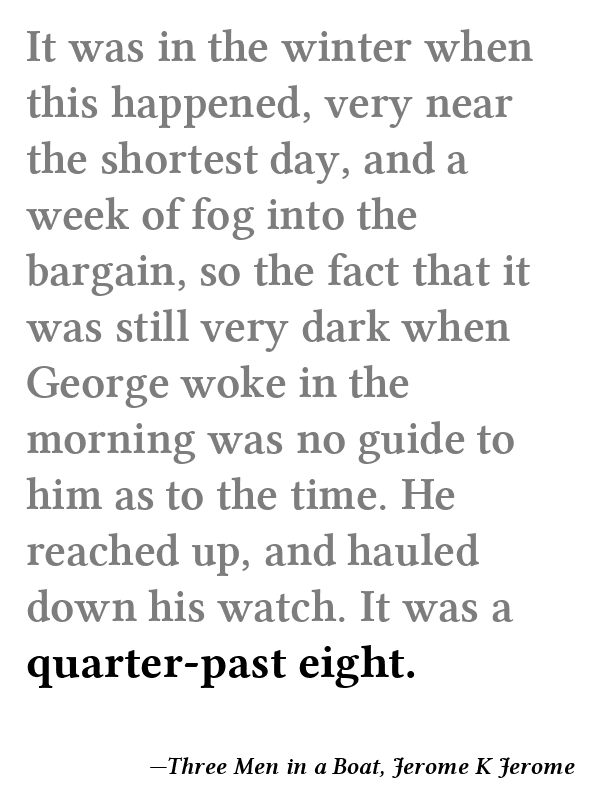 It was in the winter when
this happened, very near
the shortest day, and a
week of fog into the
bargain, so the fact that it
was still very dark when
George woke in the
morning was no guide to
him as to the time. He
reached up, and hauled
down his watch. It was a
quarter-past eight.
—Three Men in a Boat, Jerome K Jerome